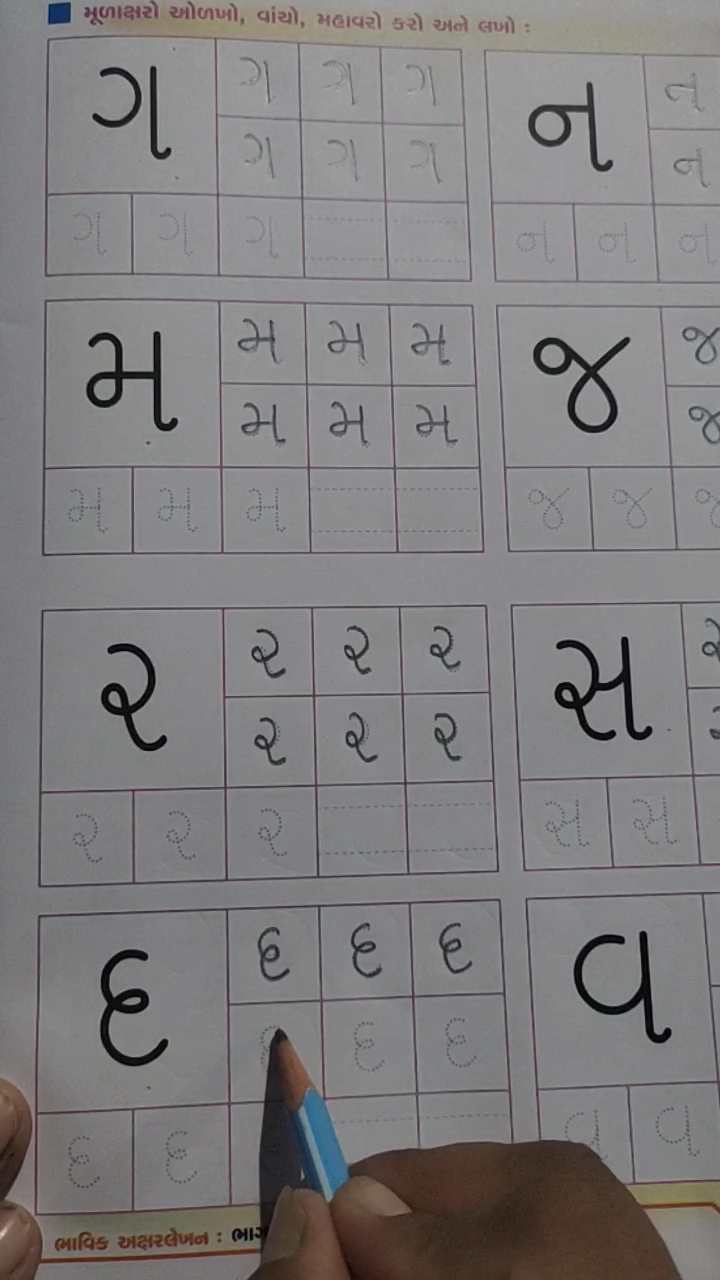 મૂળાક્ષરો ઓળખો, વાંચો, મહાવરો કરો અને લખો :
ગ ગ ગ ગ ન ન
ગ ગ ગ ન
ગ ગ ગ ન ન ન
મ મ મ મ જ જ
મ મ મ જ
મ મ મ જ જ જ
ર ર ર ર સ
ર ર ર
ર ર ર સ સ
દ દ દ દ વ
દ દ
દ દ વ વ
ભાવિક અક્ષરલેખન : ભાગ